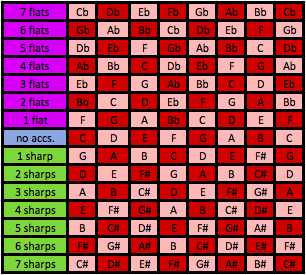 7 flats Cb Db Eb Fb Gb Ab Bb Cb
6 flats Gb Ab Bb Cb Db Eb F Gb
5 flats Db Eb F Gb Ab Bb C Db
4 flats Ab Bb C Db Eb F G Ab
3 flats Eb F G Ab Bb C D Eb
2 flats Bb C D Eb F G A Bb
1 flat F G A Bb C D E F
no accs. C D E F G A B C
1 sharp G A B C D E F# G
2 sharps D E F# G A B C# D
3 sharps A B C# D E F# G# A
4 sharps E F# G# A B C# D# E
5 sharps B C# D# E F# G# A# B
6 sharps F# G# A# B C# D# E# F#
7 sharps C# D# E# F# G# A# B# C#